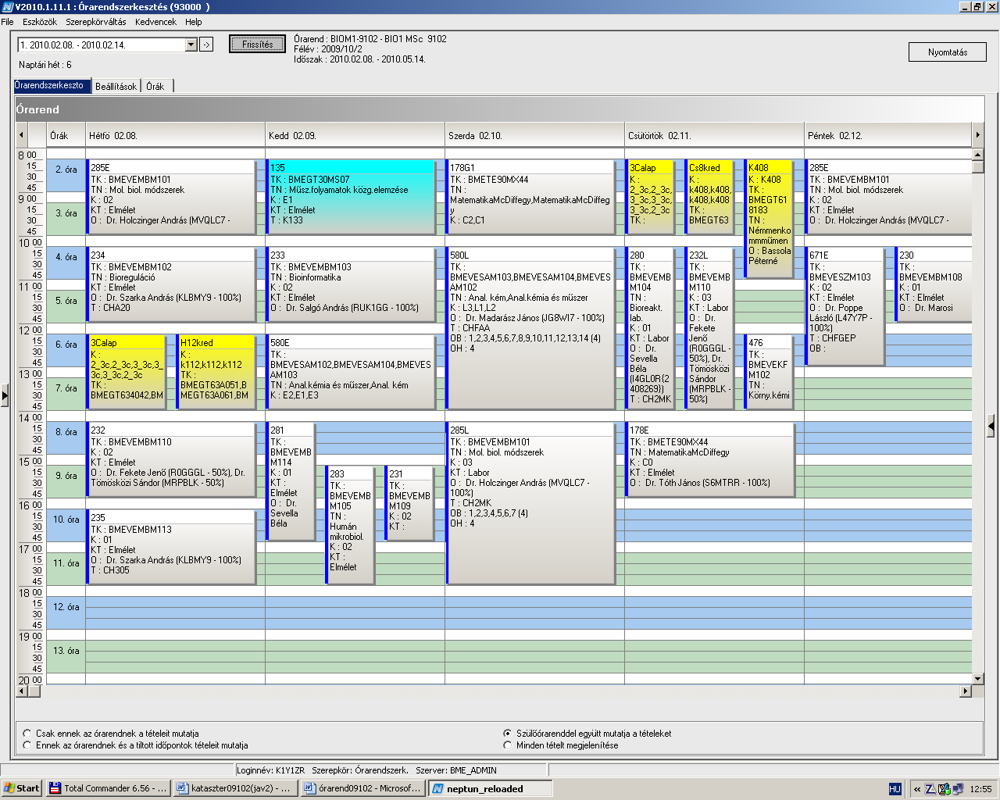 V2010.1.11.1 : Órarendszerkesztés (93000 )
File Eszközök Szerepkörváltás Kedvencek Help
1. 2010.02.08. - 2010.02.14.
->
Frissítés
Órarend : BIOM1-9102 - BIO1 MSc 9102
Félév : 2009/10/2
Időszak : 2010.02.08. - 2010.05.14.
Nyomtatás
Naptári hét : 6
Órarendszerkeszto Beállítások Órák
Órarend
Órák Hétfő 02.08. Kedd 02.09. Szerda 02.10. Csütörtök 02.11. Péntek 02.12.
8 00
15
30
45
9 00
15
30
45
10 00
15
30
45
11 00
15
30
45
12 00
15
30
45
13 00
15
30
45
14 00
15
30
45
15 00
15
30
45
16 00
15
30
45
17 00
15
30
45
18 00
15
30
45
19 00
15
30
45
20 00
2. óra
3. óra
4. óra
5. óra
6. óra
7. óra
8. óra
9. óra
10. óra
11. óra
12. óra
13. óra
285E
TK : BMEVEMBM101
TN : Mol. biol. módszerek
K : 02
KT : Elmélet
O : Dr. Holczinger András (MVQLC7 -
234
TK : BMEVEMBM102
TN : Bioreguláció
KT : Elmélet
O : Dr. Szarka András (KLBMY9 - 100%)
T : CHA20
3Calap
K :
2_3c,2_3c,3_3c,3_
3c,3_3c,2_3c
TK :
BMEGT634042,BM
H12kred
K :
k112,k112,k112
TK :
BMEGT63A051,B
MEGT63A061,BM
232
TK : BMEVEMBM110
K : 02
KT : Elmélet
O : Dr. Fekete Jenő (R0GGGL - 50%), Dr.
Tömösközi Sándor (MRPBLK - 50%)
235
TK : BMEVEMBM113
K : 01
KT : Elmélet
O : Dr. Szarka András (KLBMY9 - 100%)
T : CH305
135
TK : BMEGT30MS07
TN : Műsz.folyamatok közg.elemzése
K : E1
KT : Elmélet
T : K133
233
TK : BMEVEMBM103
TN : Bioinformatika
K : 02
KT : Elmélet
O : Dr. Salgó András (RUK1GG - 100%)
580E
TK :
BMEVESAM102,BMEVESAM104,BMEVES
AM103
TN : Anal.kémia és műszer,Anal. kém
K : E2,E1,E3
281
TK :
BMEVEMB
M114
K : 01
KT :
Elmélet
O : Dr.
Sevella
Béla
283
TK :
BMEVEMB
M105
TN :
Humán
mikrobiol.
K : 02
KT :
Elmélet
231
TK :
BMEVEMB
M109
K : 02
KT :
178G1
TK : BMETE90MX44
TN :
MatematikaMcDiffegy,MatematikaMcDiffeg
y
K : C2,C1
580L
TK :
BMEVESAM103,BMEVESAM104,BMEVES
AM102
TN : Anal. kém,Anal.kémia és műszer
K : L3,L1,L2
O : Dr. Madarász János (JG8WI7 - 100%)
T : CHFAA
OB : 1,2,3,4,5,6,7,8,9,10,11,12,13,14 (4)
OH : 4
285L
TK : BMEVEMBM101
TN : Mol. biol. módszerek
K : 03
KT : Labor
O : Dr. Holczinger András (MVQLC7 -
100%)
T : CH2MK
OB : 1,2,3,4,5,6,7 (4)
OH : 4
3Calap
K :
2_3c,2_3c,
3_3c,3_3c,
3_3c,2_3c
TK :
Cs8kred
K :
k408,k408,
k408,k408
TK :
BMEGT63
K408
K : K408
TK :
BMEGT61
8183
TN :
Némmenko
mmműmen
O : Bassola
Péterné
280
TK :
BMEVEMB
M104
TN :
Bioreakt.
lab.
K : 01
KT : Labor
O : Dr.
Sevella
Béla
(I4GL0R{2
408269})
T : CH2MK
232L
TK :
BMEVEMB
M110
K : 03
KT : Labor
O : Dr.
Fekete
Jenő
(R0GGGL -
50%), Dr.
Tömösközi
Sándor
(MRPBLK -
50%)
476
TK :
BMEVEKF
M102
TN :
Körny.kémi
178E
TK : BMETE90MX44
TN : MatematikaMcDiffegy
K : C0
KT : Elmélet
O : Dr. Tóth János (S6MTRR - 100%)
285E
TK : BMEVEMBM101
TN : Mol. biol. módszerek
K : 02
KT : Elmélet
O : Dr. Holczinger András (MVQLC7 -
671E
TK :
BMEVESZM103
K : 02
KT : Elmélet
O : Dr. Poppe
László (L47Y7P -
100%)
T : CHFGEP
OB :
230
TK :
BMEVEMBM108
K : 01
KT : Elmélet
O : Dr. Marosi
Csak ennek az órarendnek a tételeit mutatja
Ennek az órarendnek és a tiltott időpontok tételeit mutatja
Szülőórarenddel együtt mutatja a tételeket
Minden tételt megjelenítése
Loginnév: K1Y1ZR Szerepkör: Órarendszerk. Szerver: BME_ADMIN
Start Total Commander 6.56 - ... kataszter09102(jav2) - ... órarend09102 - Microsof... neptun_reloaded HU « 12:55